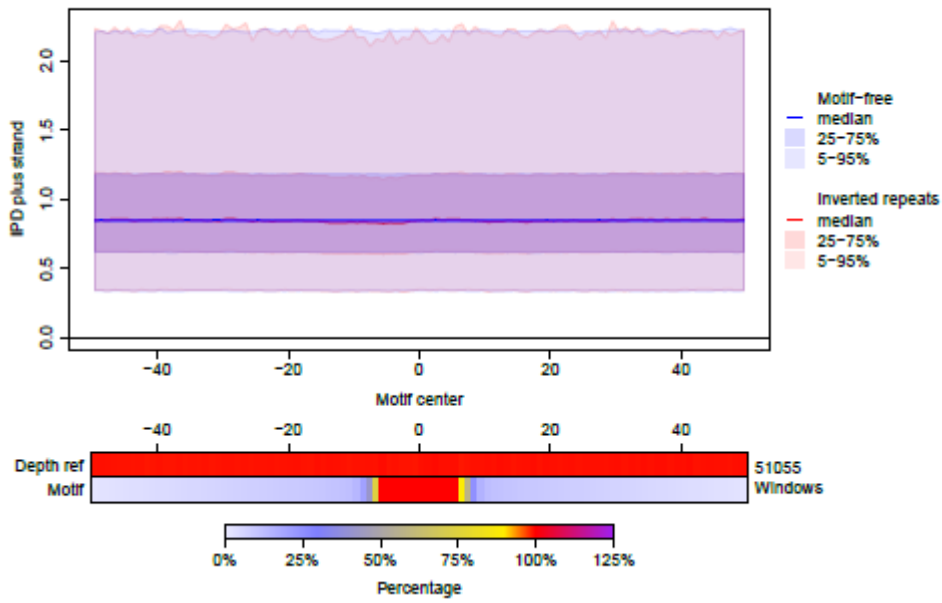 2.0
1.5
1.0
0.5
0.0
IPD plus strand
−40 −20 0 20 40
Motif center
Motif−free
median
25−75%
5−95%
Inverted repeats
median
25−75%
5−95%
−40 −20 0 20 40
Depth ref
51055
Motif
Windows
0% 25% 50% 75% 100% 125%
Percentage